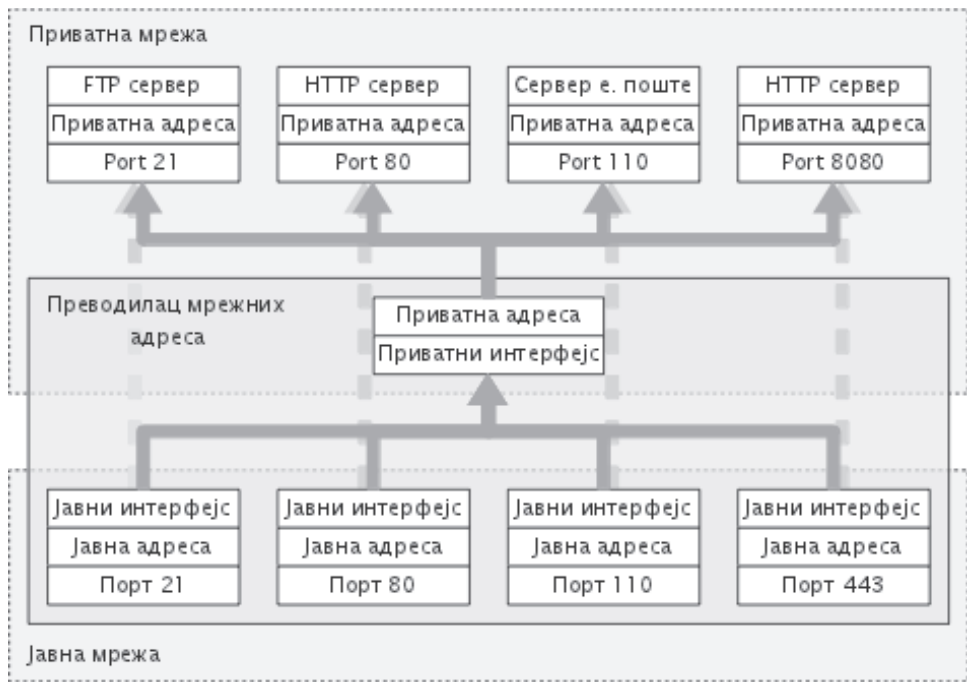 Приватна мрежа
FTP сервер
Приватна адреса
Port 21
HTTP сервер
Приватна адреса
Port 80
Сервер е. поште
Приватна адреса
Port 110
HTTP сервер
Приватна адреса
Port 8080
Преводилац мрежних
адреса
Приватна адреса
Приватни интерфејс
Јавни интерфејс
Јавна адреса
Порт 21
Јавни интерфејс
Јавна адреса
Порт 80
Јавни интерфејс
Јавна адреса
Порт 110
Јавни интерфејс
Јавна адреса
Порт 443
Јавна мрежа